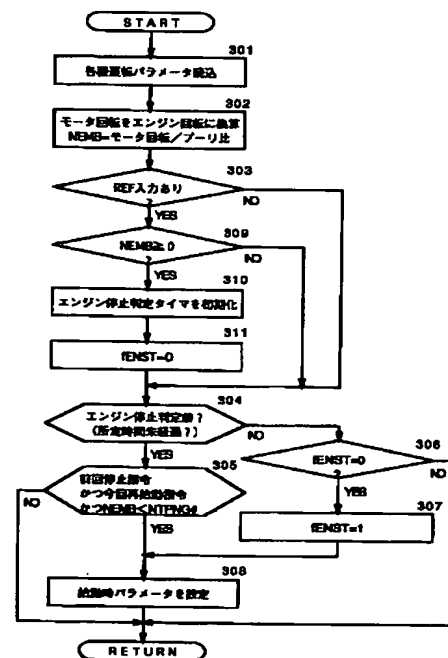 START
301
各種運転パラメータ読込
302
モータ回転をエンジン回転に換算
NEMB=モータ回転/プーリ比
303
REF入力あり
?
NO
YES
309
NEMB≧0
?
NO
YES
310
エンジン停止判定タイマを初期化
311
fENST=0
304
エンジン停止判定前?
(所定時間未経過?)
NO
YES
305
前回停止指令
かつ今回再始動指令
かつNEMB<NTPNG#
NO
YES
306
fENST=0
?
NO
YES
307
fENST=1
308
始動時パラメータを設定
RETURN